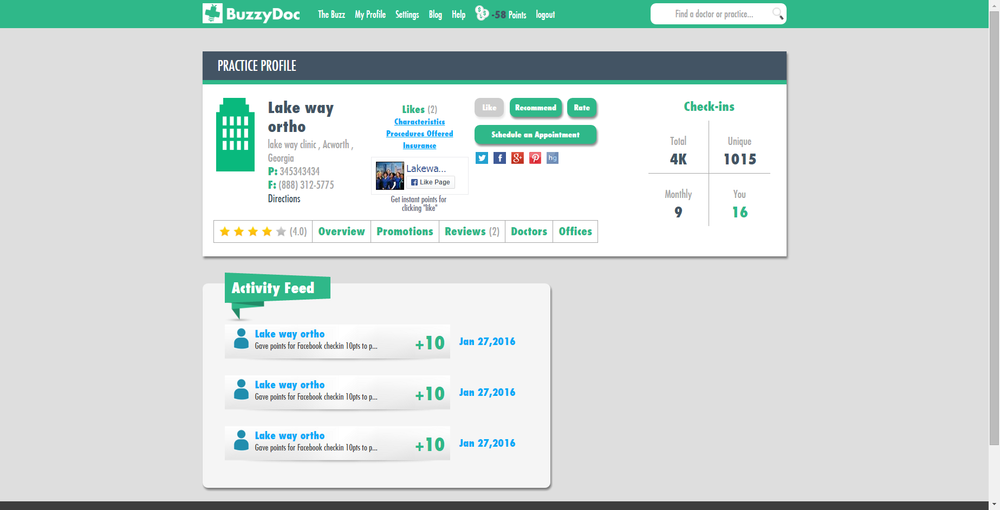 BuzzyDoc
The Buzz My Profile Settings Blog Help -58 Points logout
Find a doctor or practice...
PRACTICE PROFILE
Lake way
ortho
lake way clinic , Acworth ,
Georgia
P: 345343434
F: (888) 312-5775
Directions
Likes (2)
Characteristics
Procedures Offered
Insurance
Lakewa...
Like Page
Get instant points for
clicking "like"
Like Recommend Rate
Schedule an Appointment
f g+ hg
Check-ins
Total Unique
4K 1015
Monthly You
9 16
(4.0) Overview Promotions Reviews (2) Doctors Offices
Activity Feed
Lake way ortho
Gave points for Facebook checkin 10pts to p...
+10 Jan 27,2016
Lake way ortho
Gave points for Facebook checkin 10pts to p...
+10 Jan 27,2016
Lake way ortho
Gave points for Facebook checkin 10pts to p...
+10 Jan 27,2016